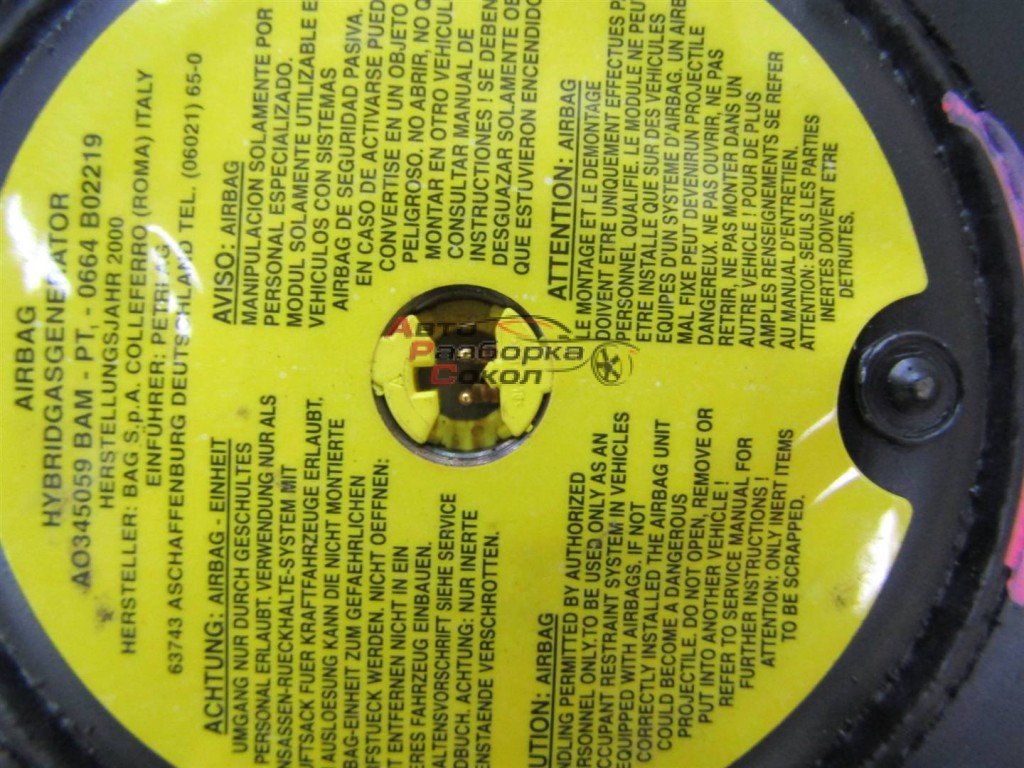 AIRBAG
HYBRIDGASGENERATOR
AO345059 BAM - PT, - 0664 B02219
HERSTELLUNGSJAHR 2000
HERSTELLER: BAG S.p.A. COLLEFERRO (ROMA) ITALY
EINFÜHRER: PETRI AG
63743 ASCHAFFENBURG DEUTSCHLAND TEL. (06021) 65-0
ACHTUNG: AIRBAG - EINHEIT
UMGANG NUR DURCH GESCHULTES
PERSONAL ERLAUBT. VERWENDUNG NUR ALS
NSASSEN-RUECKHALTE-SYSTEM MIT
UFTSACK FUER KRAFTFAHRZEUGE ERLAUBT.
AUSLOESUNG KANN DIE NICHT MONTIERTE
BAG-EINHEIT ZUM GEFAEHRLICHEN
FSTUECK WERDEN. NICHT OEFFNEN:
T ENTFERNEN NICHT IN EIN
ERES FAHRZEUG EINBAUEN.
ALTENSVORSCHRIFT SIEHE SERVICE
DBUCH. ACHTUNG: NUR INERTE
ENSTAENDE VERSCHROTTEN.
AVISO: AIRBAG
MANIPULACION SOLAMENTE POR
PERSONAL ESPECIALIZADO.
MODUL SOLAMENTE UTILIZABLE E
VEHICULOS CON SISTEMAS
AIRBAG DE SEGURIDAD PASIVA.
EN CASO DE ACTIVARSE PUED
CONVERTISE EN UN OBJETO
PELIGROSO. NO ABRIR, NO Q
MONTAR EN OTRO VEHICUL
CONSULTAR MANUAL DE
INSTRUCCIONES ! SE DEBEN
DESGUAZAR SOLAMENTE OB
QUE ESTUVIERON ENCENDIDO
UTION: AIRBAG
NDLING PERMITTED BY AUTHORIZED
RSONNEL ONLY. TO BE USED ONLY AS AN
CCUPANT RESTRAINT SYSTEM IN VEHICLES
EQUIPPED WITH AIRBAGS. IF NOT
CORRECTLY INSTALLED THE AIRBAG UNIT
COULD BECOME A DANGEROUS
PROJECTILE. DO NOT OPEN, REMOVE OR
PUT INTO ANOTHER VEHICLE !
REFER TO SERVICE MANUAL FOR
FURTHER INSTRUCTIONS !
ATTENTION: ONLY INERT ITEMS
TO BE SCRAPPED.
ATTENTION: AIRBAG
LE MONTAGE ET LE DEMONTAGE
DOIVENT ETRE UNIQUEMENT EFFECTUES P
PERSONNEL QUALIFIE. LE MODULE NE PEU
ETRE INSTALLE QUE SUR DES VEHICULES
EQUIPES D'UN SYSTEME D'AIRBAG. UN AIRB
MAL FIXE PEUT DEVENIR UN PROJECTILE
DANGEREUX. NE PAS OUVRIR, NE PAS
RETRIR, NE PAS MONTER DANS UN
AUTRE VEHICLE ! POUR DE PLUS
AMPLES RENSEIGNEMENTS SE REFER
AU MANUAL D'ENTRETIEN.
ATTENTION: SEULS LES PARTIES
INERTES DOIVENT ETRE
DETRUITES.
Авто
Разборка
Сокол